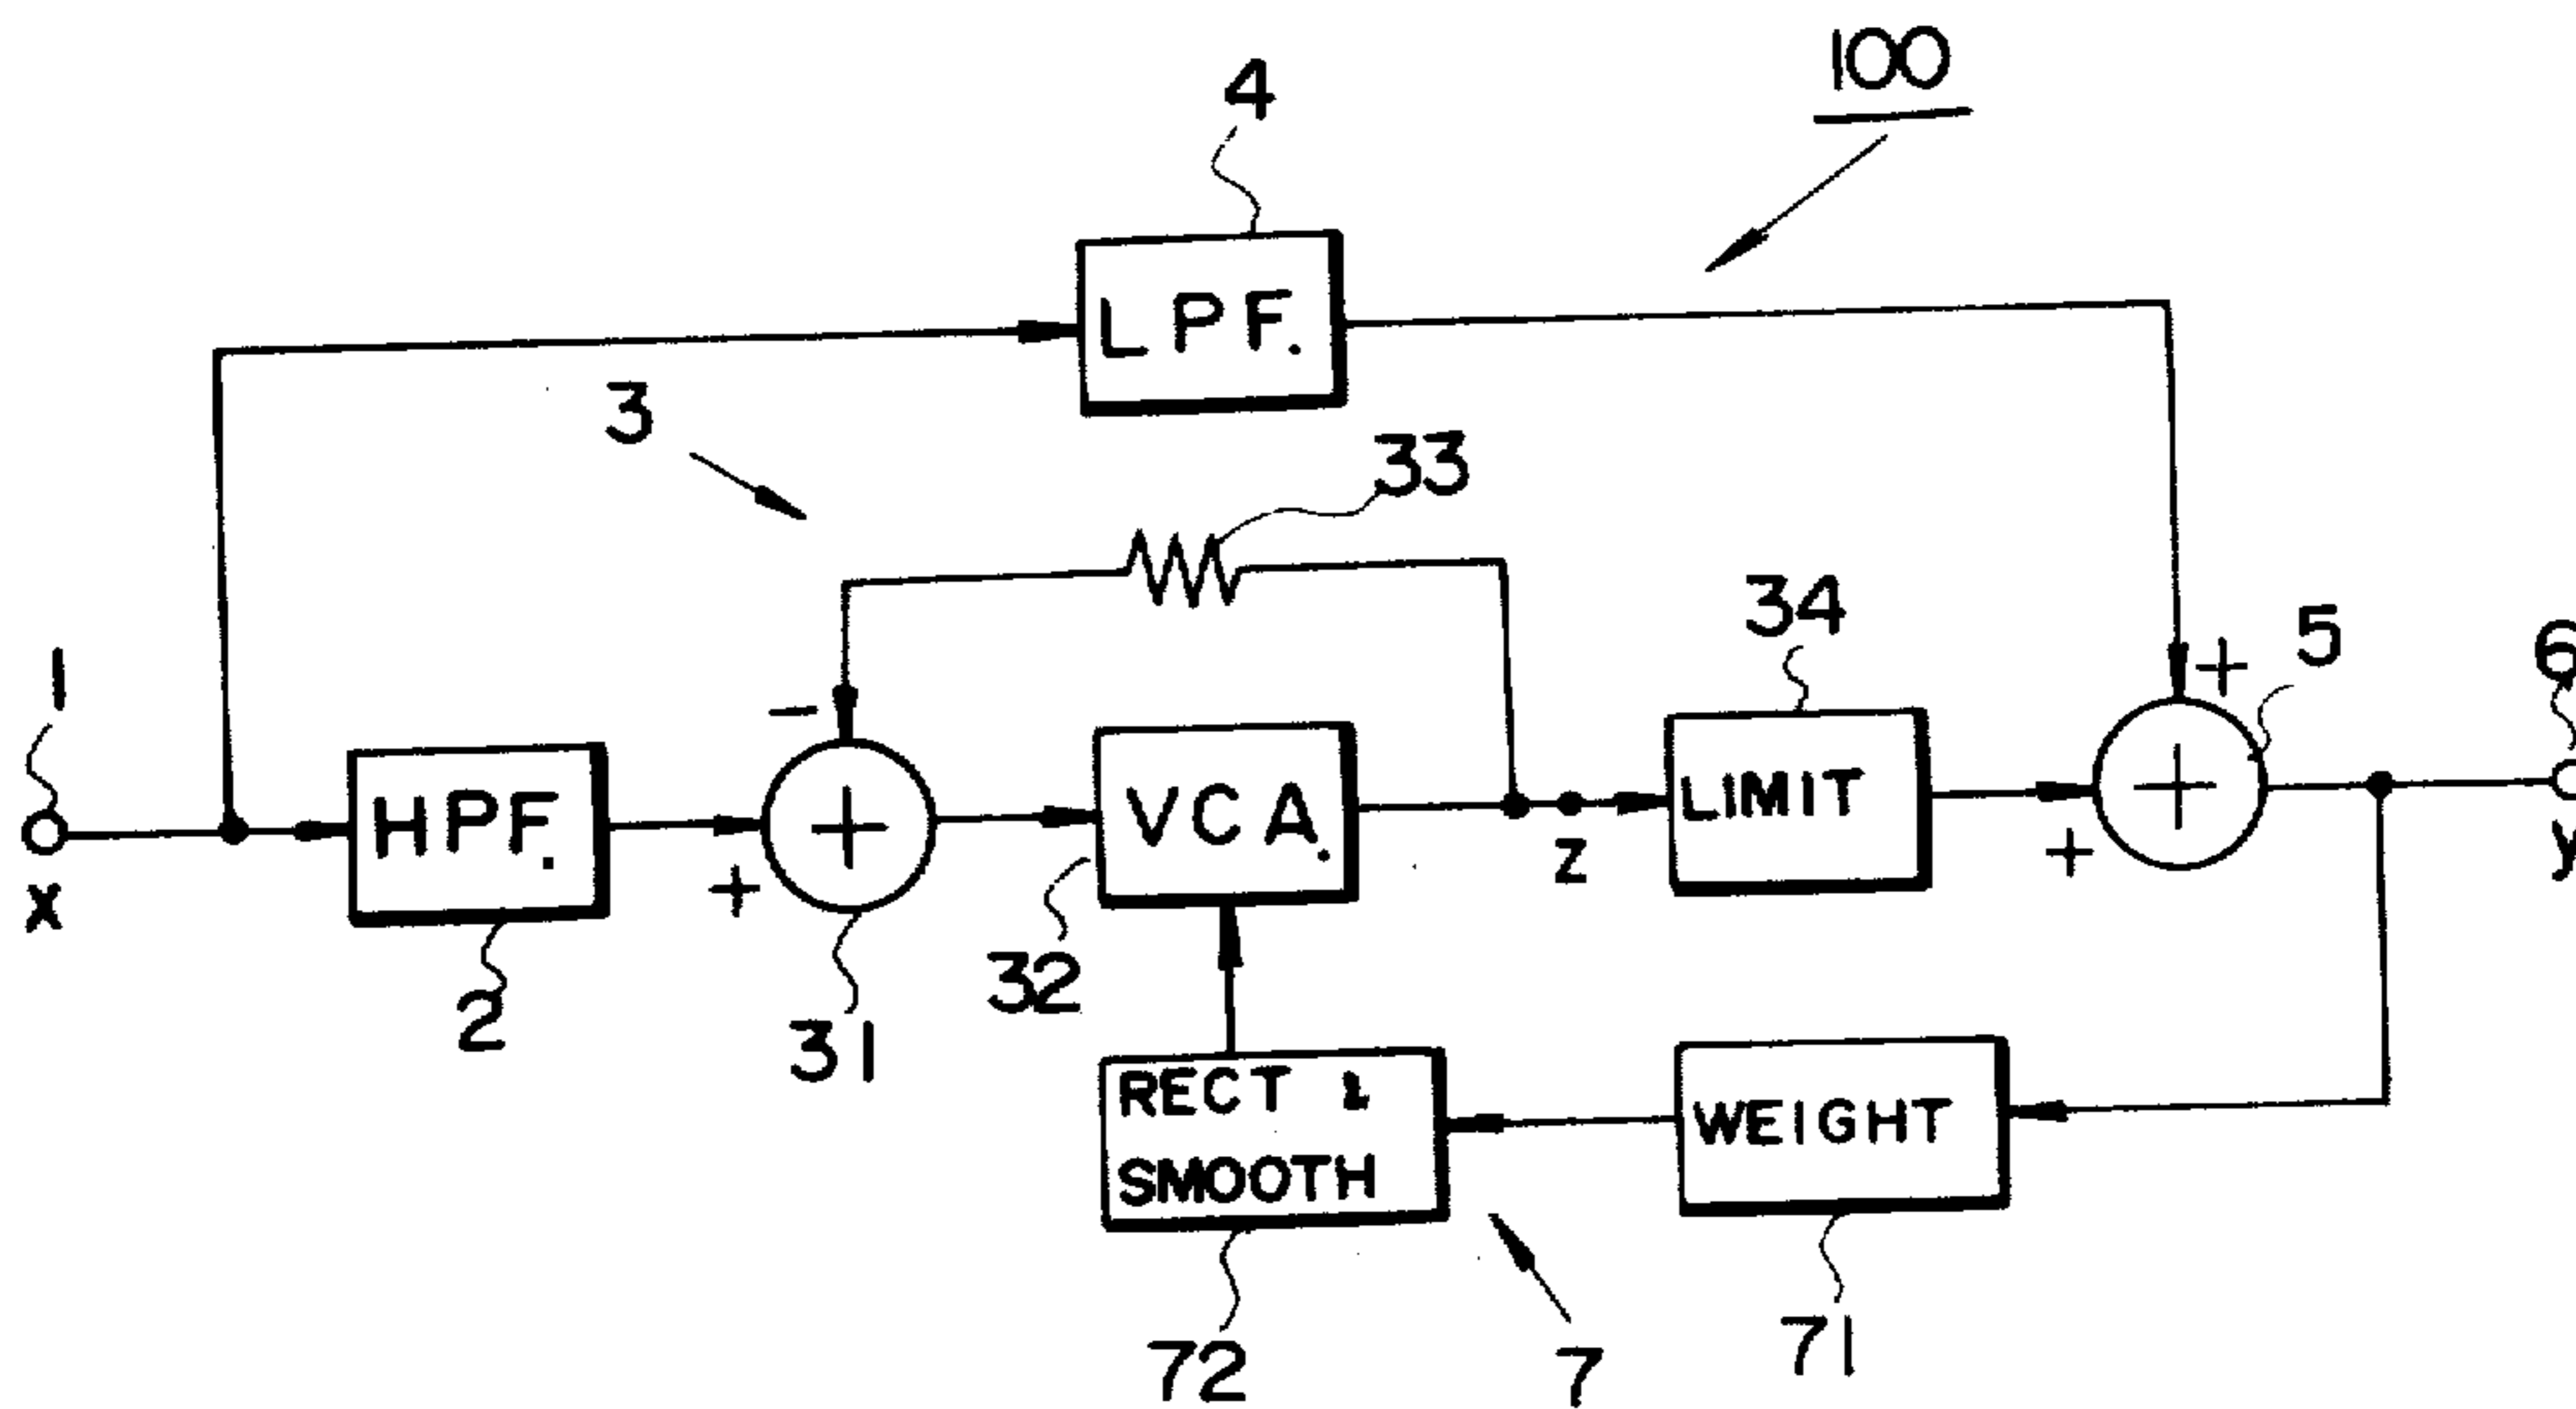 100
4
LPF.
3
33
34
5
6
1
-
+
HPF.
+
VCA.
LIMIT
+
+
x
+
z
+
y
2
31
32
RECT &
SMOOTH
WEIGHT
72
7
71